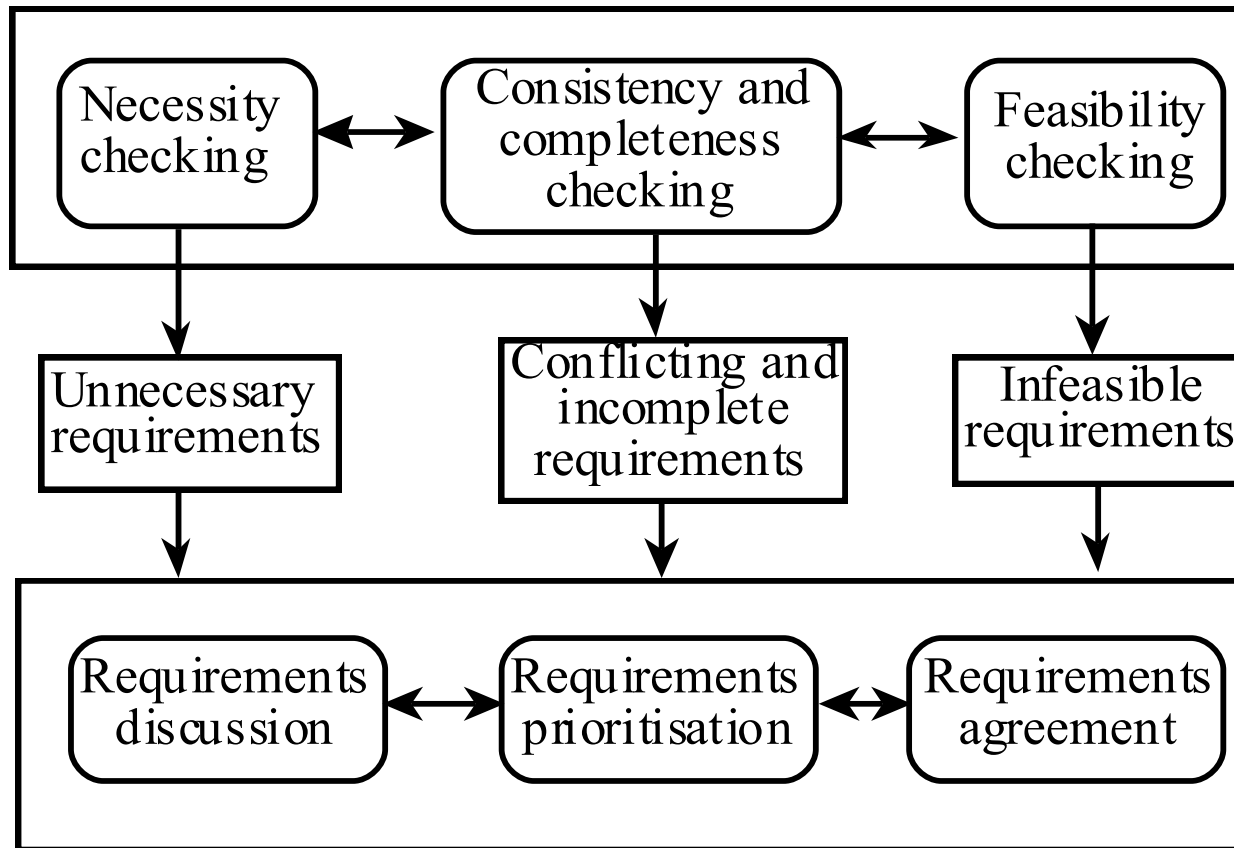 Necessity
checking
Consistency and
completeness
checking
Feasibility
checking
Unnecessary
requirements
Conflicting and
incomplete
requirements
Infeasible
requirements
Requirements
discussion
Requirements
prioritisation
Requirements
agreement